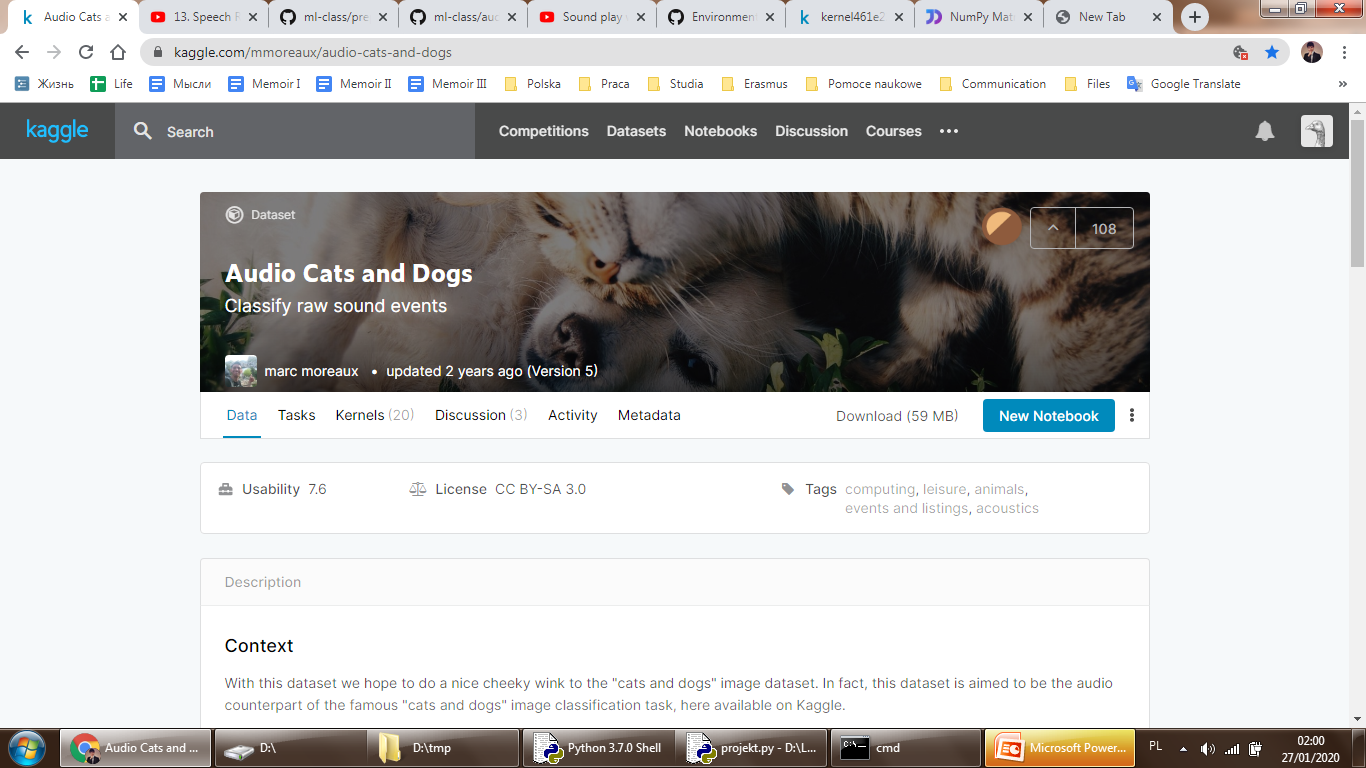 Audio Cats a
13. Speech R
ml-class/pre
ml-class/aud
Sound play
Environmen
kernel461e2
NumPy Mat
New Tab
kaggle.com/mmoreaux/audio-cats-and-dogs
Жизнь
Life
Мысли
Memoir I
Memoir II
Memoir III
Polska
Praca
Studia
Erasmus
Pomoce naukowe
Communication
Files
Google Translate
»
kaggle
Search
Competitions
Datasets
Notebooks
Discussion
Courses
Dataset
108
Audio Cats and Dogs
Classify raw sound events
marc moreaux • updated 2 years ago (Version 5)
Data
Tasks
Kernels (20)
Discussion (3)
Activity
Metadata
Download (59 MB)
New Notebook
Usability 7.6
License CC BY-SA 3.0
Tags computing, leisure, animals,
events and listings, acoustics
Description
Context
With this dataset we hope to do a nice cheeky wink to the "cats and dogs" image dataset. In fact, this dataset is aimed to be the audio
counterpart of the famous "cats and dogs" image classification task, here available on Kaggle.
Audio Cats and ...
D:\
D:\tmp
Python 3.7.0 Shell
projekt.py - D:\L...
cmd
Microsoft Power...
PL
02:00
27/01/2020